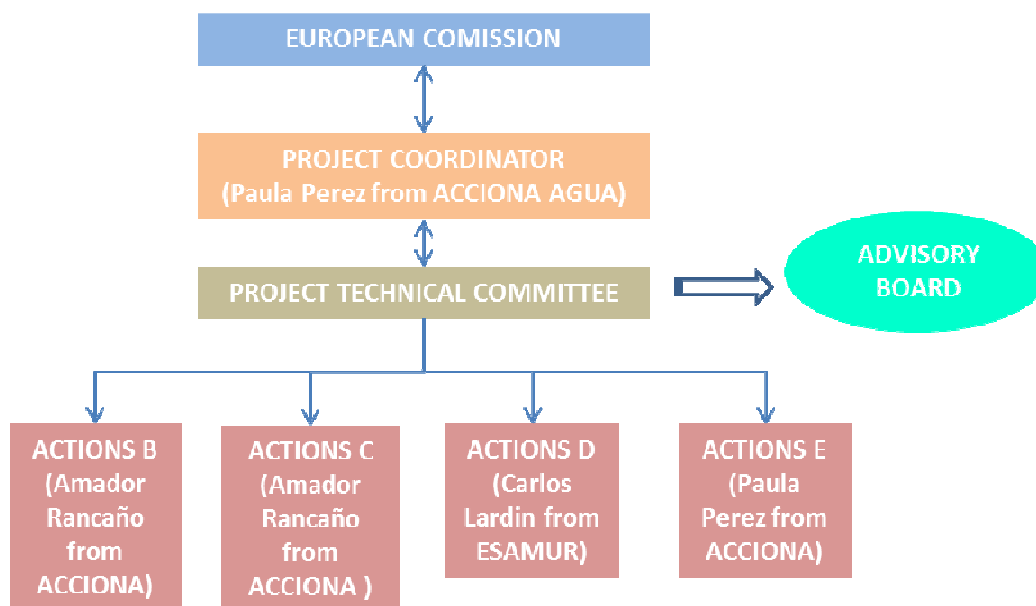 EUROPEAN COMISSION
PROJECT COORDINATOR
(Paula Perez from ACCIONA AGUA)
PROJECT TECHNICAL COMMITTEE
ADVISORY
BOARD
ACTIONS B
(Amador
Rancaño
from
ACCIONA)
ACTIONS C
(Amador
Rancaño
from
ACCIONA )
ACTIONS D
(Carlos
Lardin from
ESAMUR)
ACTIONS E
(Paula
Perez from
ACCIONA)